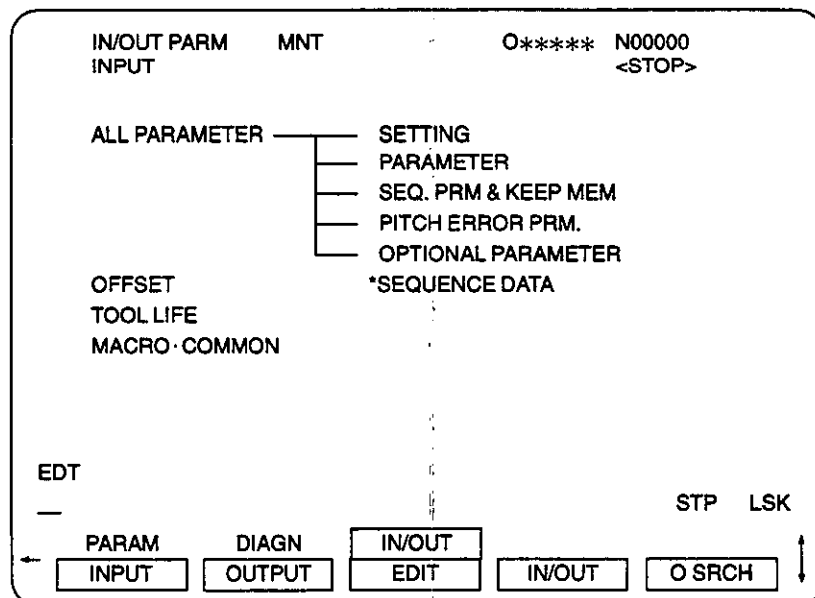 IN/OUT PARM MNT O***** N00000
INPUT <STOP>
ALL PARAMETER SETTING
PARAMETER
SEQ. PRM & KEEP MEM
PITCH ERROR PRM.
OPTIONAL PARAMETER
OFFSET *SEQUENCE DATA
TOOL LIFE
MACRO · COMMON
EDT
— STP LSK
PARAM DIAGN IN/OUT
INPUT OUTPUT EDIT IN/OUT O SRCH